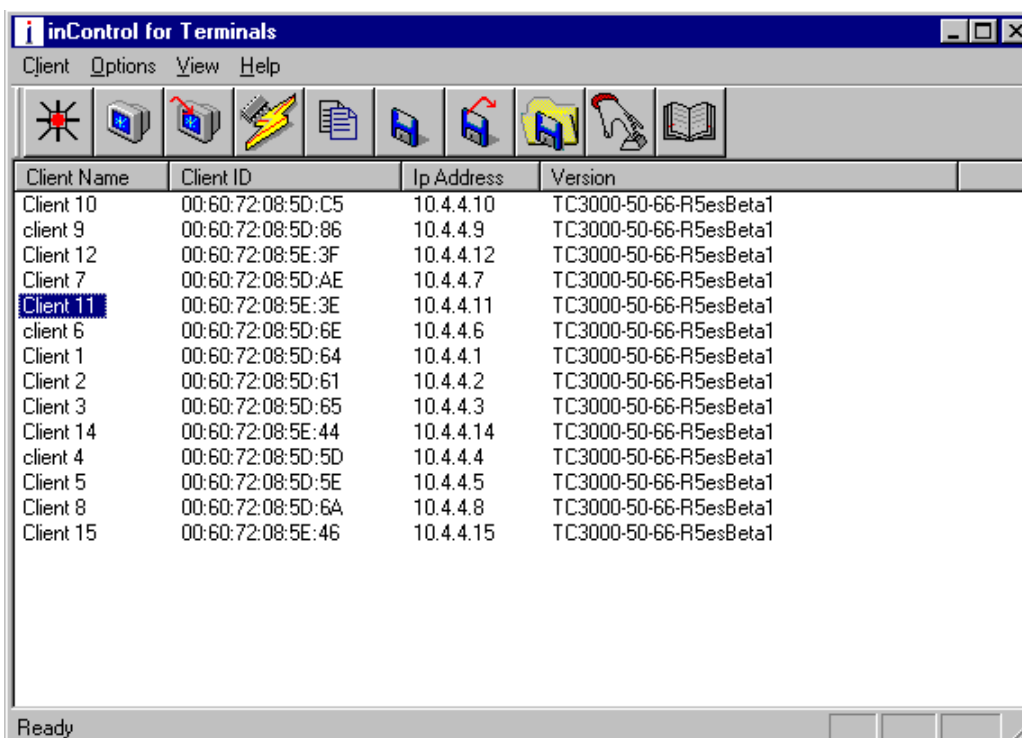 inControl for Terminals
Client Options View Help
Client Name Client ID Ip Address Version
Client 10 00:60:72:08:5D:C5 10.4.4.10 TC3000-50-66-R5esBeta1
client 9 00:60:72:08:5D:86 10.4.4.9 TC3000-50-66-R5esBeta1
Client 12 00:60:72:08:5E:3F 10.4.4.12 TC3000-50-66-R5esBeta1
Client 7 00:60:72:08:5D:AE 10.4.4.7 TC3000-50-66-R5esBeta1
Client 11 00:60:72:08:5E:3E 10.4.4.11 TC3000-50-66-R5esBeta1
client 6 00:60:72:08:5D:6E 10.4.4.6 TC3000-50-66-R5esBeta1
Client 1 00:60:72:08:5D:64 10.4.4.1 TC3000-50-66-R5esBeta1
Client 2 00:60:72:08:5D:61 10.4.4.2 TC3000-50-66-R5esBeta1
Client 3 00:60:72:08:5D:65 10.4.4.3 TC3000-50-66-R5esBeta1
Client 14 00:60:72:08:5E:44 10.4.4.14 TC3000-50-66-R5esBeta1
client 4 00:60:72:08:5D:5D 10.4.4.4 TC3000-50-66-R5esBeta1
Client 5 00:60:72:08:5D:5E 10.4.4.5 TC3000-50-66-R5esBeta1
Client 8 00:60:72:08:5D:6A 10.4.4.8 TC3000-50-66-R5esBeta1
Client 15 00:60:72:08:5E:46 10.4.4.15 TC3000-50-66-R5esBeta1
Ready